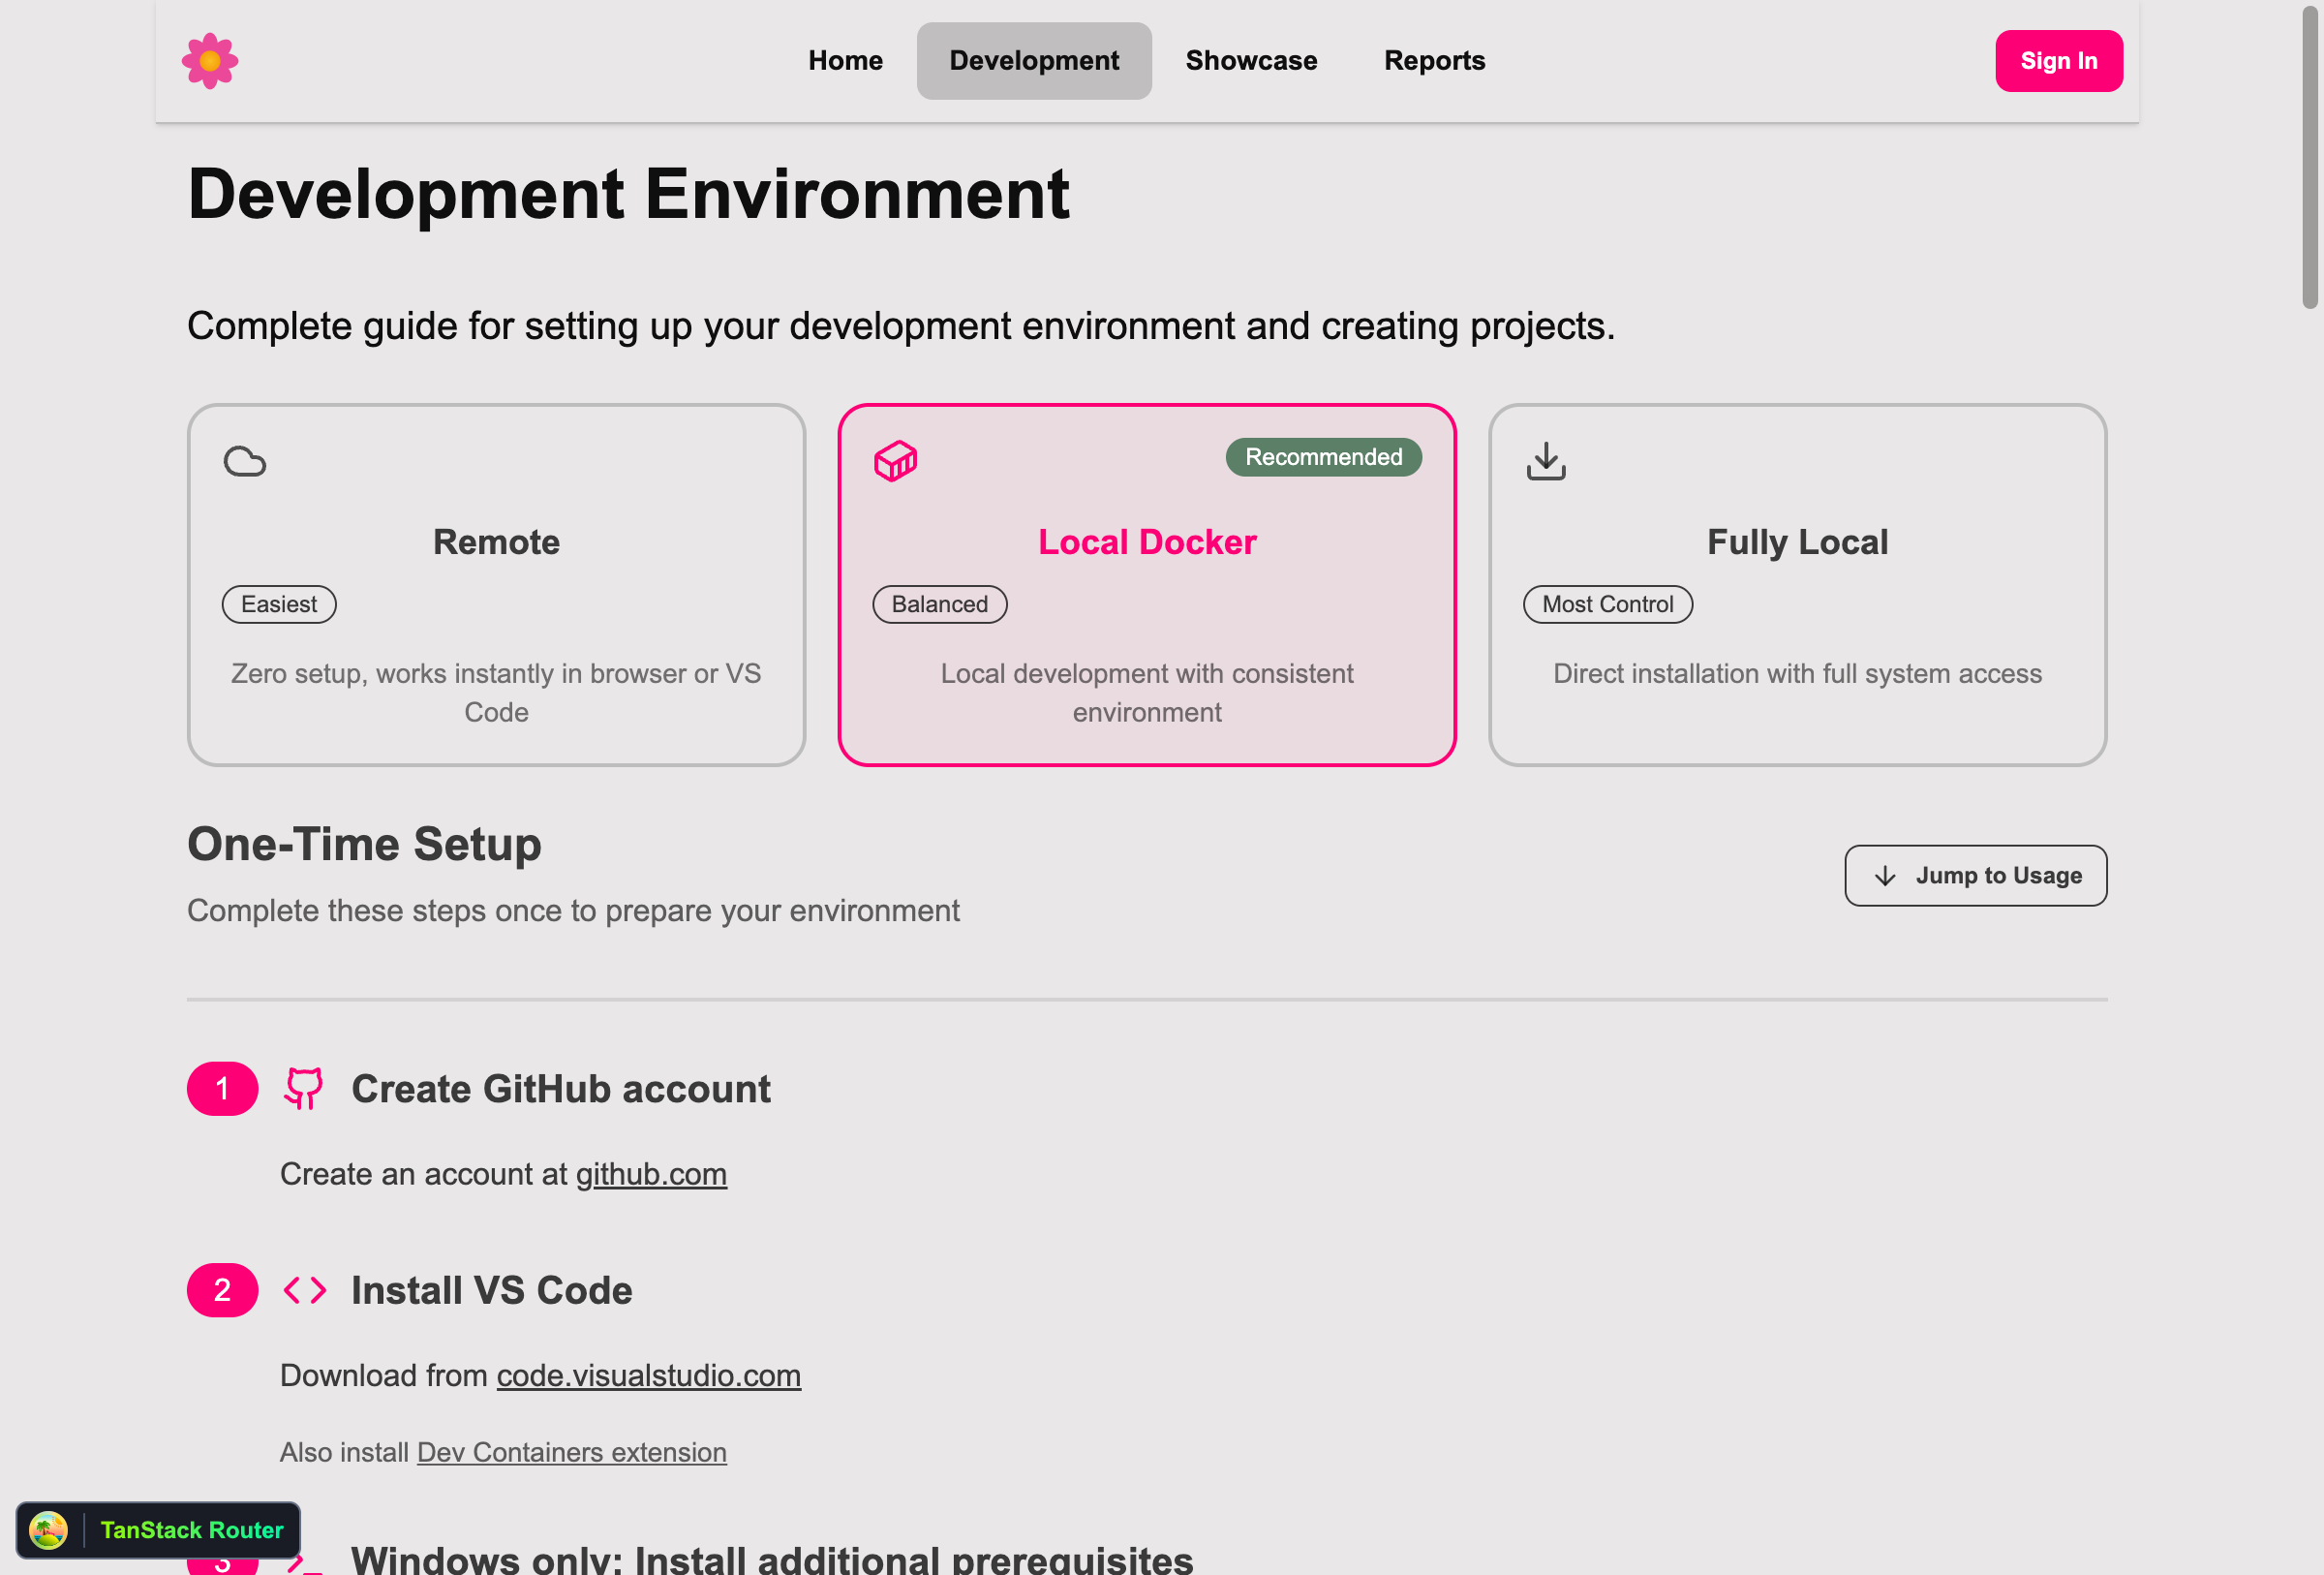 Home
Development
Showcase
Reports
Sign In
Development Environment
Complete guide for setting up your development environment and creating projects.
Remote
Easiest
Zero setup, works instantly in browser or VS
Code
Recommended
Local Docker
Balanced
Local development with consistent
environment
Fully Local
Most Control
Direct installation with full system access
One-Time Setup
Complete these steps once to prepare your environment
Jump to Usage
1
Create GitHub account
Create an account at github.com
2
Install VS Code
Download from code.visualstudio.com
Also install Dev Containers extension
TanStack Router
3
Windows only: Install additional prerequisites